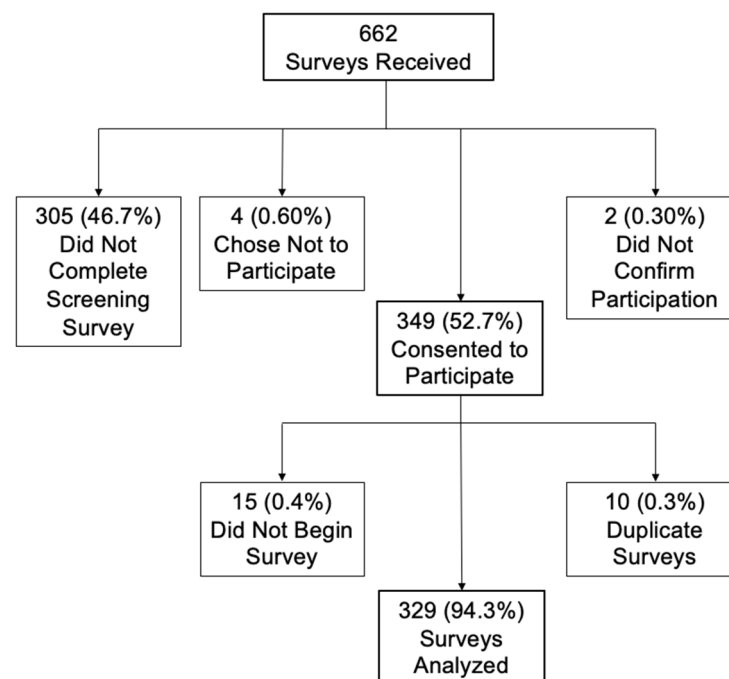 662
Surveys Received
305 (46.7%)
Did Not
Complete
Screening
Survey
4 (0.60%)
Chose Not to
Participate
2 (0.30%)
Did Not
Confirm
Participation
349 (52.7%)
Consented to
Participate
15 (0.4%)
Did Not Begin
Survey
10 (0.3%)
Duplicate
Surveys
329 (94.3%)
Surveys
Analyzed